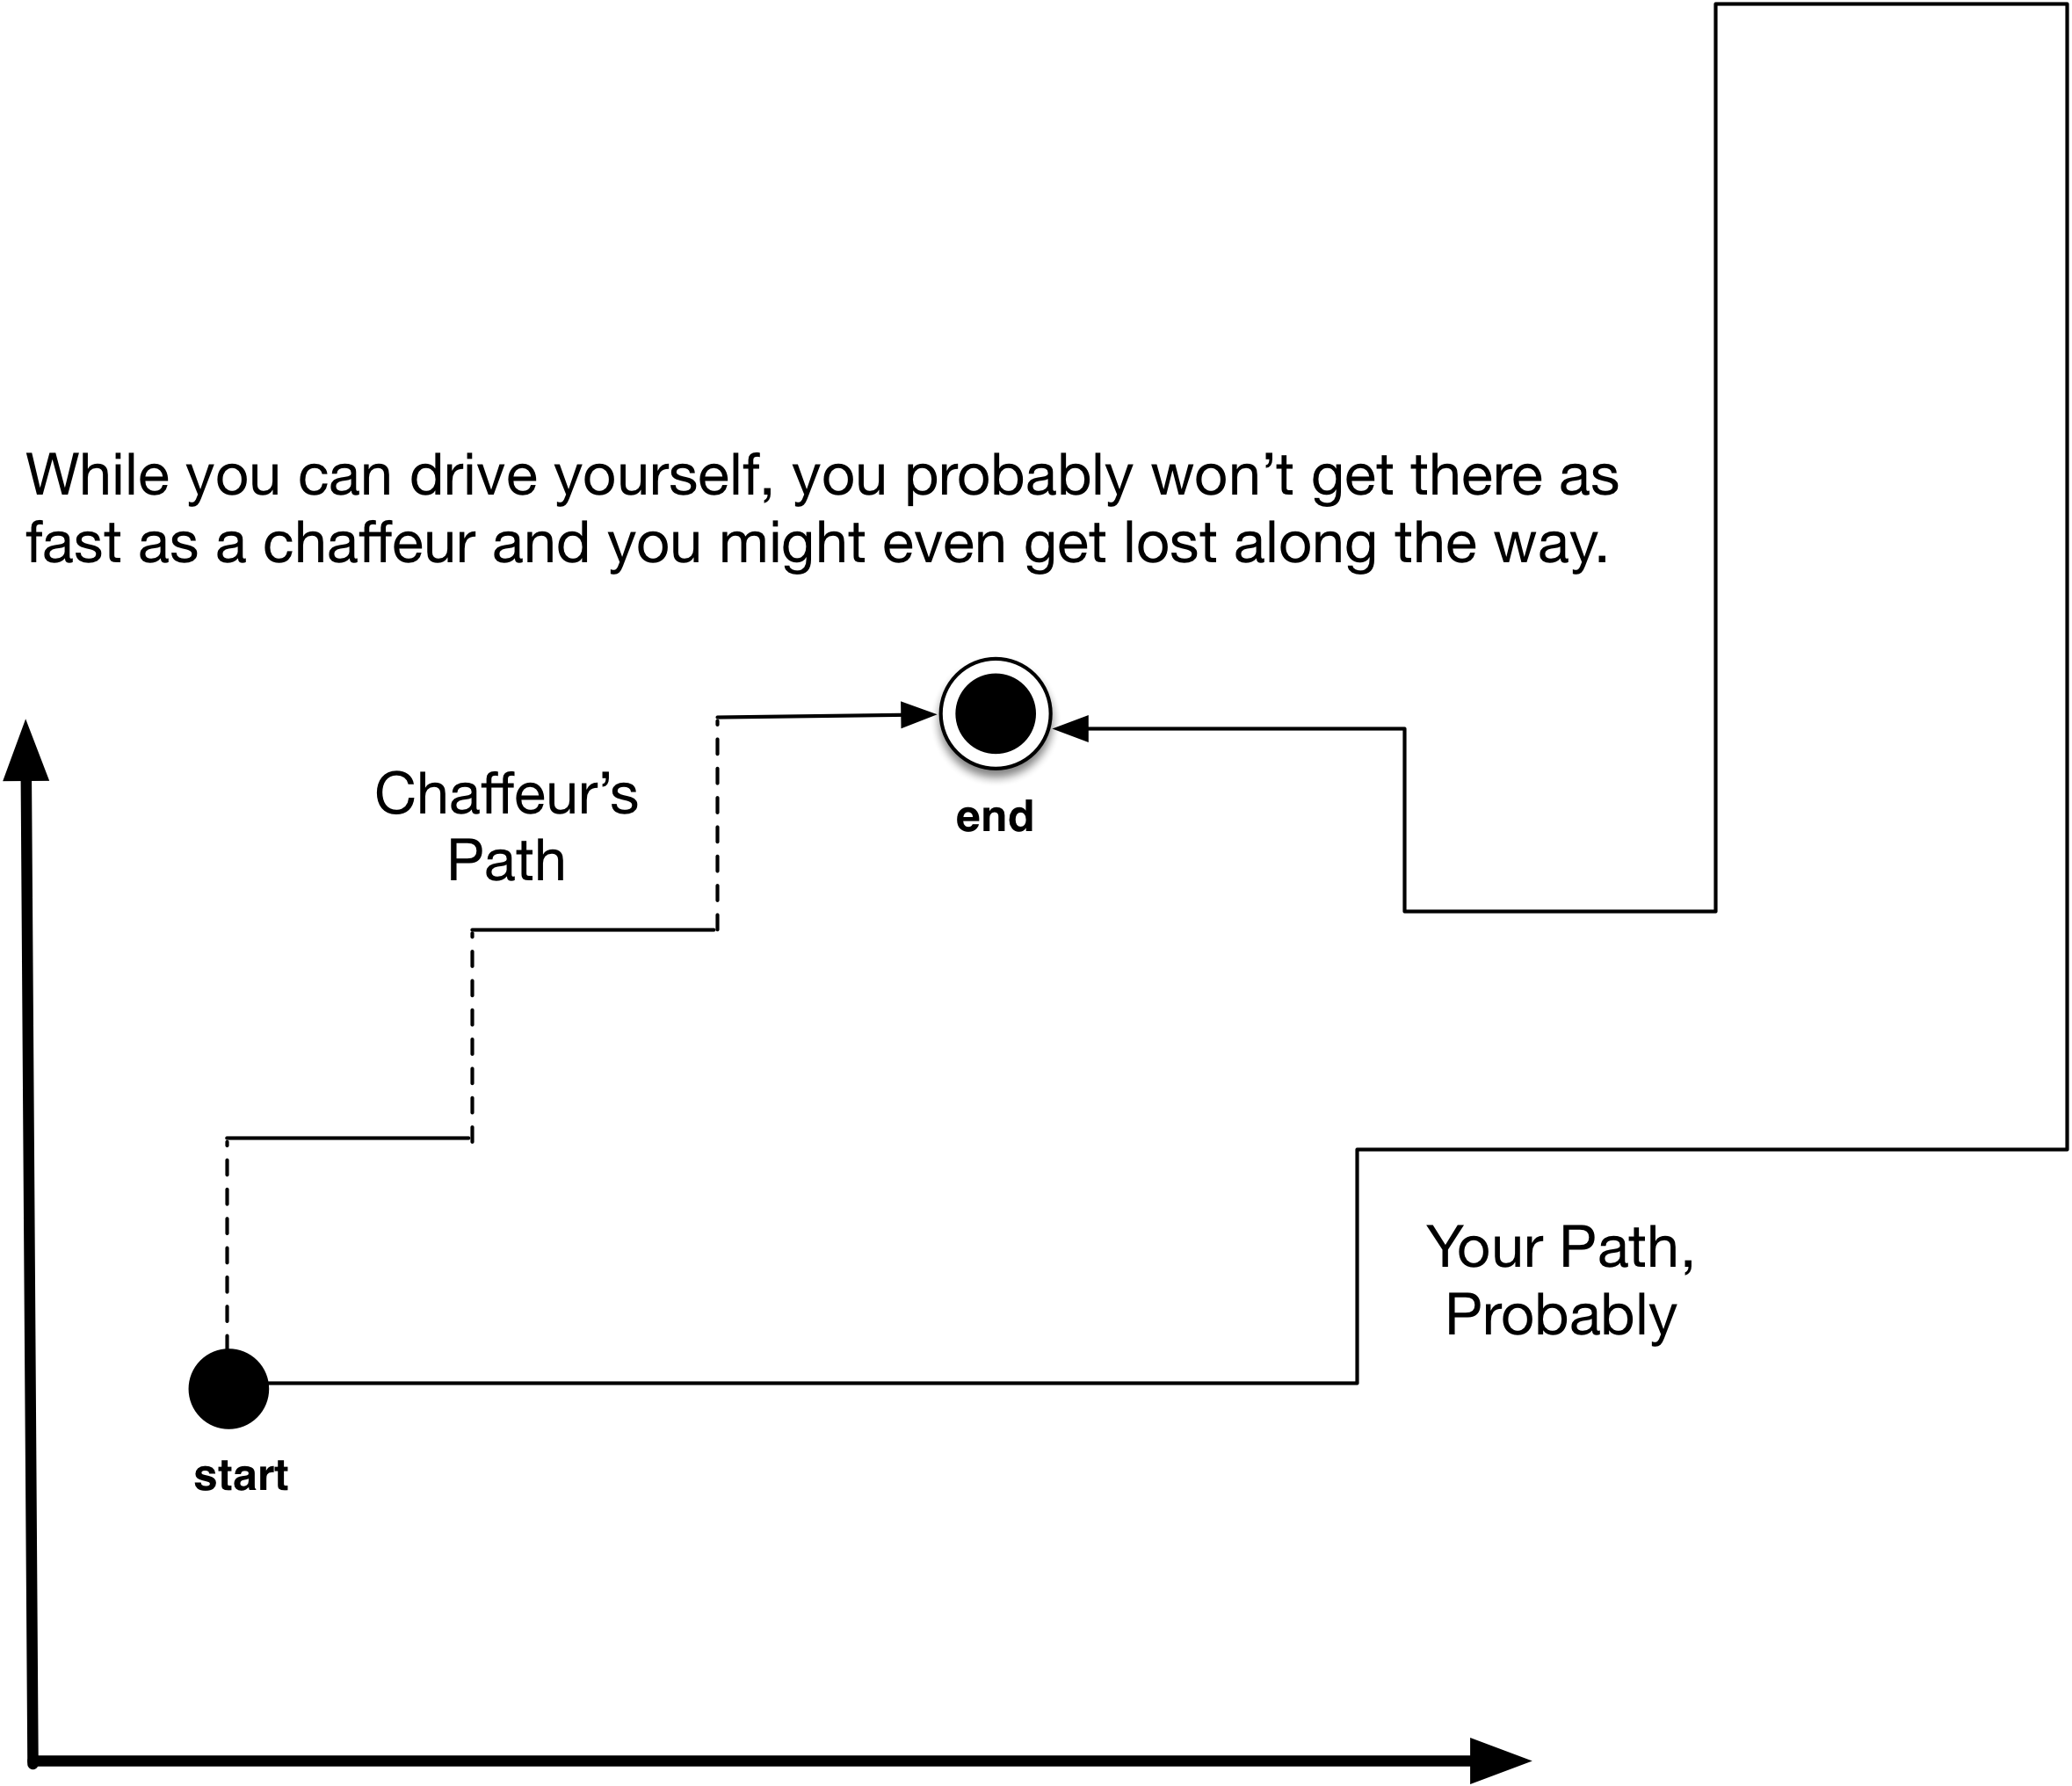 While you can drive yourself, you probably won’t get there as
fast as a chaffeur and you might even get lost along the way.
Chaffeur’s
Path
end
Your Path,
Probably
start